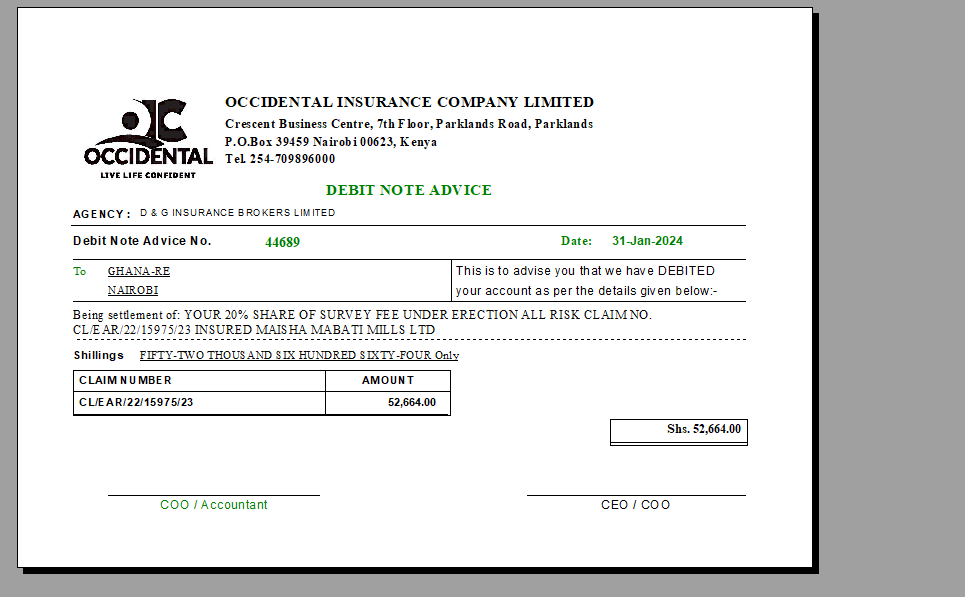 OCCIDENTAL
LIVE LIFE CONFIDENT
OCCIDENTAL INSURANCE COMPANY LIMITED
Crescent Business Centre, 7th Floor, Parklands Road, Parklands
P.O.Box 39459 Nairobi 00623, Kenya
Tel. 254-709896000
DEBIT NOTE ADVICE
AGENCY: D & G INSURANCE BROKERS LIMITED
Debit Note Advice No. 44689 Date: 31-Jan-2024
To GHANA-RE This is to advise you that we have DEBITED
NAIROBI your account as per the details given below:-
Being settlement of: YOUR 20% SHARE OF SURVEY FEE UNDER ERECTION ALL RISK CLAIM NO.
CL/EAR/22/15975/23 INSURED MAISHA MABATI MILLS LTD
Shillings FIFTY-TWO THOUSAND SIX HUNDRED SIXTY-FOUR Only
CLAIM NUMBER AMOUNT
CL/EAR/22/15975/23 52,664.00
Shs. 52,664.00
COO / Accountant CEO / COO